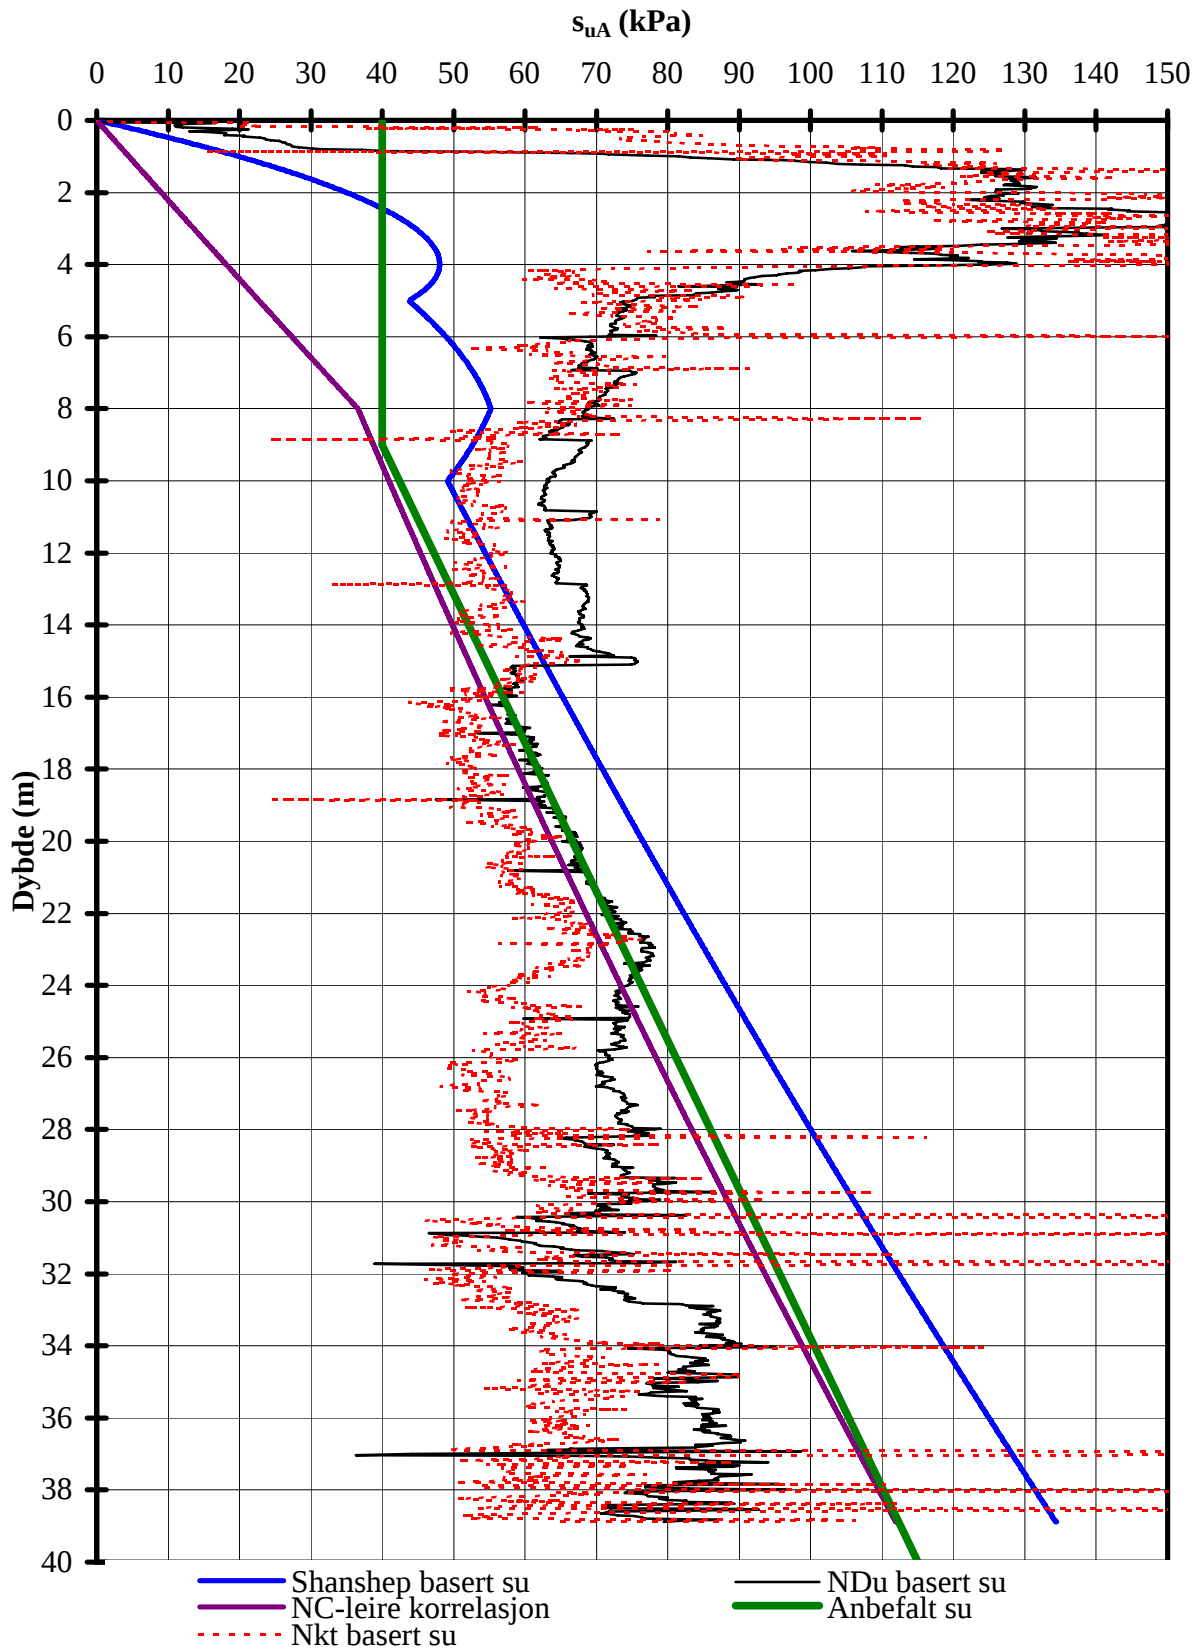 suA (kPa)
0 10 20 30 40 50 60 70 80 90 100 110 120 130 140 150
0
2
4
6
8
10
12
14
16
18
20
22
24
26
28
30
32
34
36
38
40
Dybde (m)
Shanshep basert su
NDu basert su
NC-leire korrelasjon
Anbefalt su
Nkt basert su